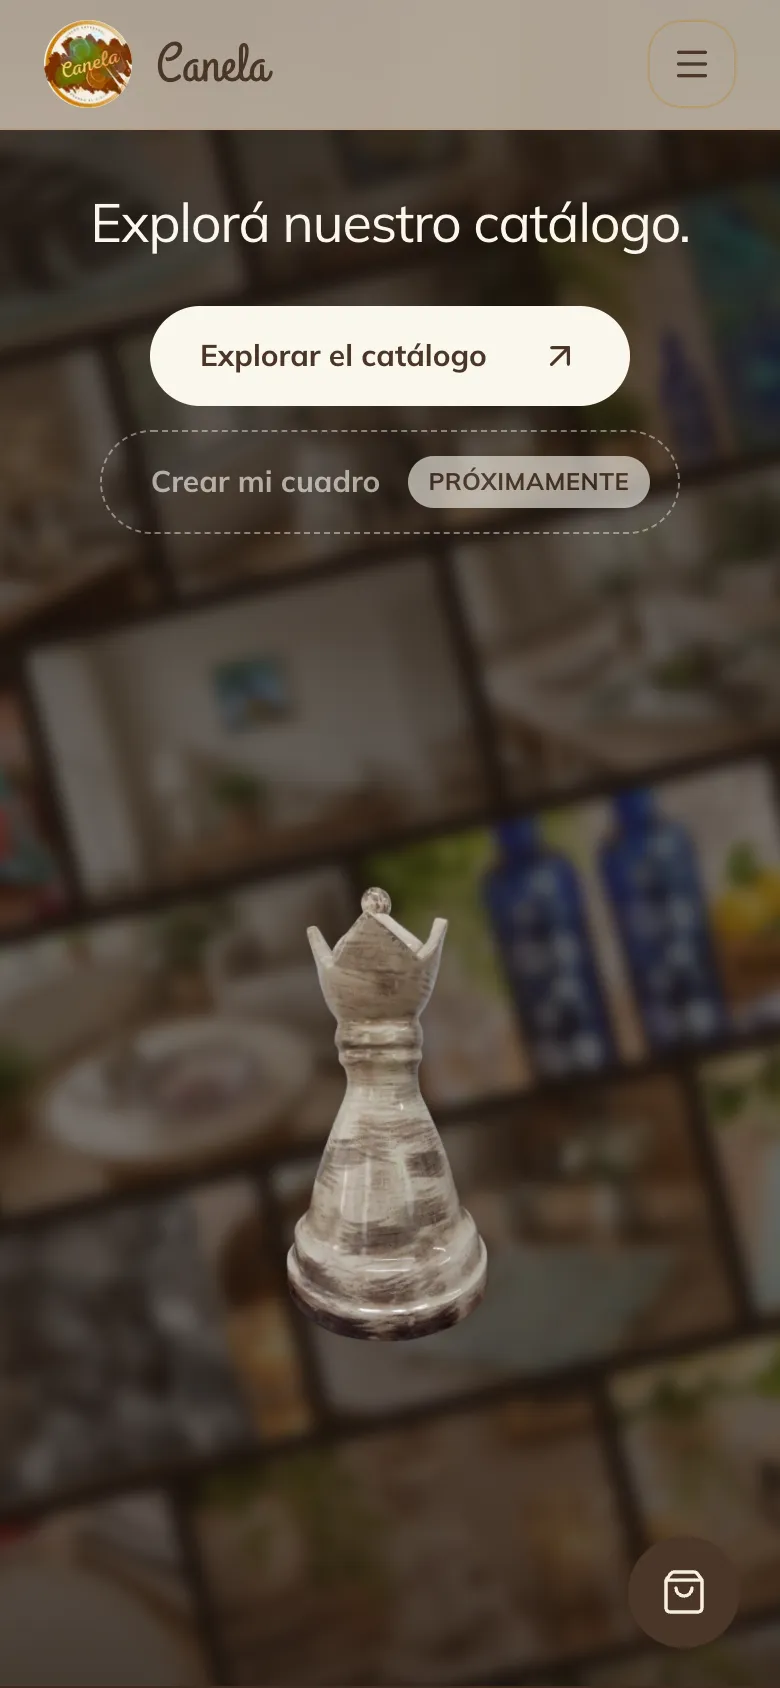 Canela
Canela
Explorá nuestro catálogo.
Explorar el catálogo
Crear mi cuadro
PRÓXIMAMENTE